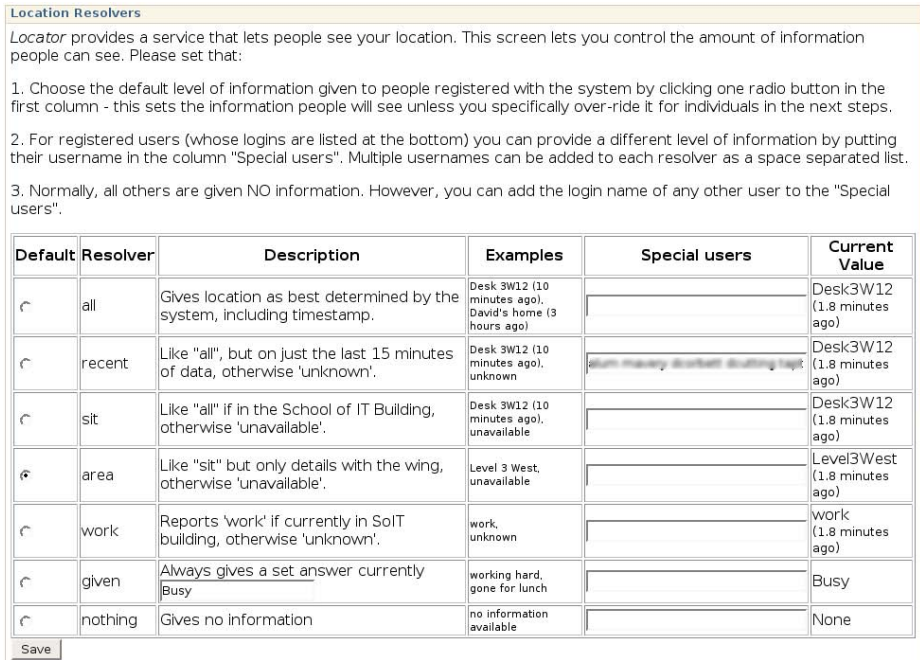 Location Resolvers
Locator provides a service that lets people see your location. This screen lets you control the amount of information
people can see. Please set that:
1. Choose the default level of information given to people registered with the system by clicking one radio button in the
first column - this sets the information people will see unless you specifically over-ride it for individuals in the next steps.
2. For registered users (whose logins are listed at the bottom) you can provide a different level of information by putting
their username in the column "Special users". Multiple usernames can be added to each resolver as a space separated list.
3. Normally, all others are given NO information. However, you can add the login name of any other user to the "Special
users".
Default Resolver Description Examples Special users Current
Value
all
Gives location as best determined by the
system, including timestamp.
Desk 3W12 (10
minutes ago),
David's home (3
hours ago)
Desk3W12
(1.8 minutes
ago)
recent
Like "all", but on just the last 15 minutes
of data, otherwise 'unknown'.
Desk 3W12 (10
minutes ago),
unknown
Desk3W12
(1.8 minutes
ago)
sit
Like "all" if in the School of IT Building,
otherwise 'unavailable'.
Desk 3W12 (10
minutes ago),
unavailable
Desk3W12
(1.8 minutes
ago)
area
Like "sit" but only details with the wing,
otherwise 'unavailable'.
Level 3 West,
unavailable
Level3West
(1.8 minutes
ago)
work
Reports 'work' if currently in SoIT
building, otherwise 'unknown'.
work,
unknown
work
(1.8 minutes
ago)
given
Always gives a set answer currently
Busy
working hard,
gone for lunch
Busy
nothing
Gives no information
no information
available
None
Save